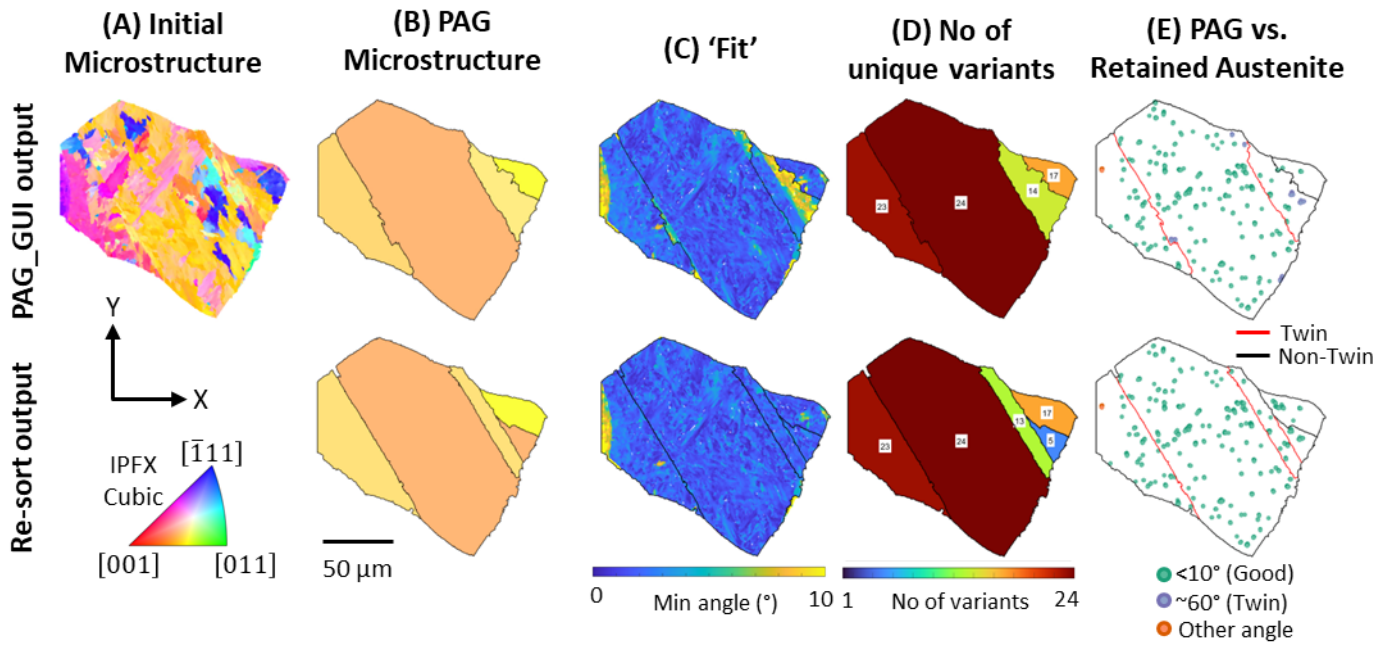 (A) Initial
Microstructure
(B) PAG
Microstructure
(C) ‘Fit’
(D) No of
unique variants
(E) PAG vs.
Retained Austenite
PAG_GUI output
23
24
14
17
Twin
Non-Twin
Y
X
Re-sort output
23
24
13
17
5
IPFX
Cubic
[1̄11]
[001]
[011]
50 µm
0
Min angle (°)
10
1
No of variants
24
<10° (Good)
~60° (Twin)
Other angle